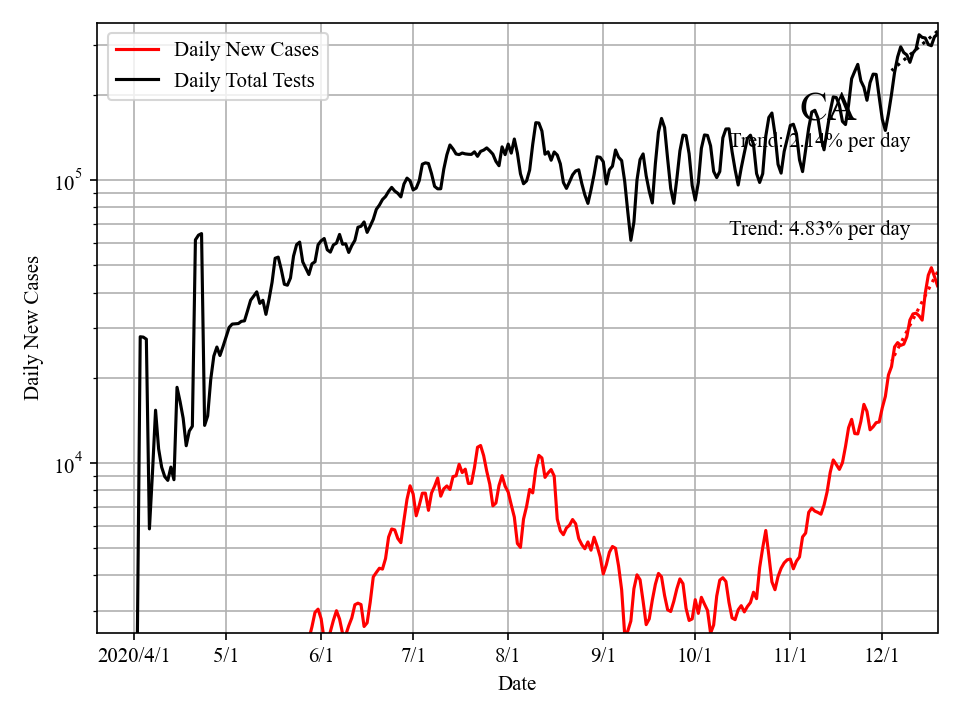 Daily New Cases
Daily Total Tests
CA
Trend: 2.14% per day
Trend: 4.83% per day
10^5
10^4
Daily New Cases
2020/4/1 5/1 6/1 7/1 8/1 9/1 10/1 11/1 12/1
Date